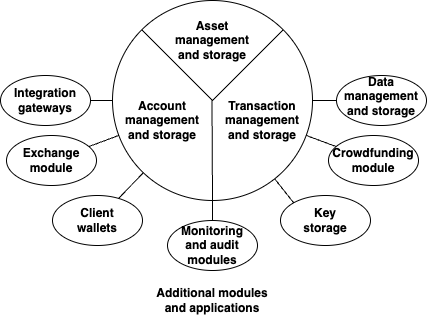 Asset
management
and storage
Account
management
and storage
Transaction
management
and storage
Integration
gateways
Exchange
module
Client
wallets
Monitoring
and audit
modules
Key
storage
Crowdfunding
module
Data
management
and storage
Additional modules
and applications